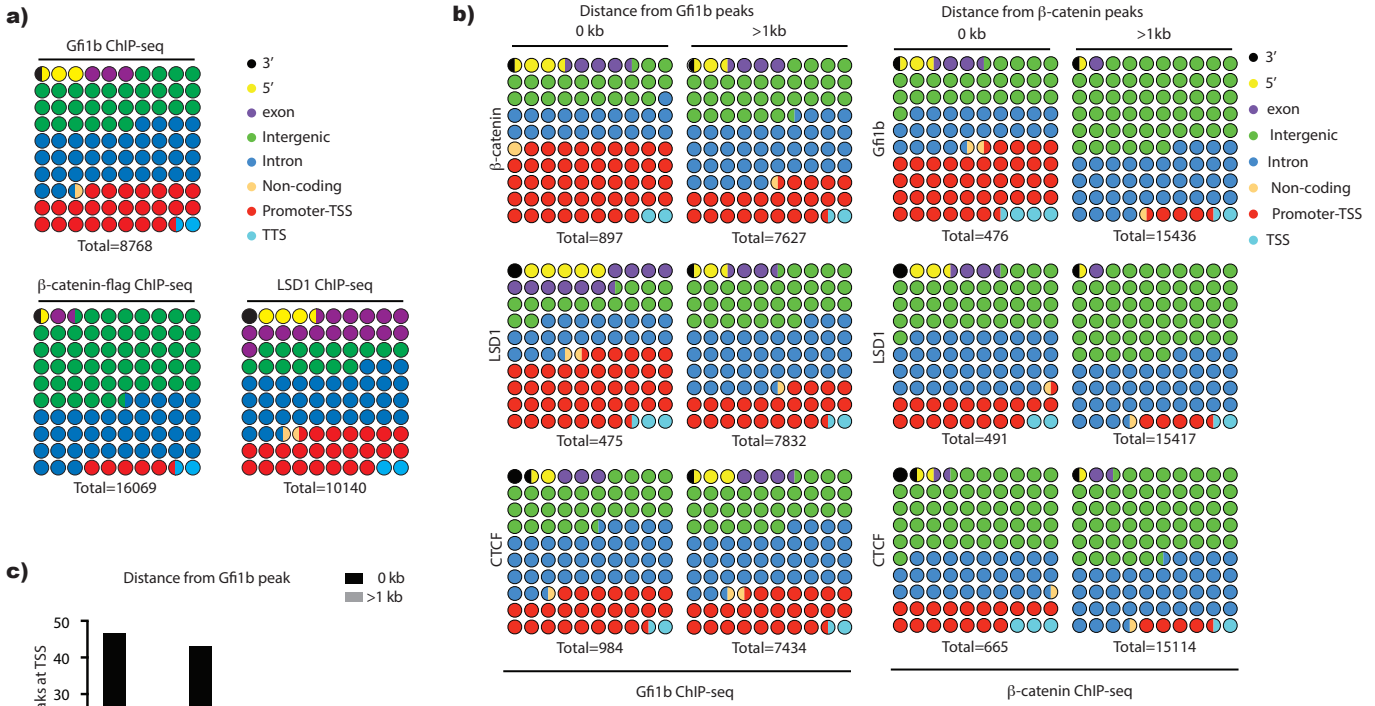 a)
Gfi1b ChIP-seq
Total=8768
3′
5′
exon
Intergenic
Intron
Non-coding
Promoter-TSS
TTS
β-catenin-flag ChIP-seq
Total=16069
LSD1 ChIP-seq
Total=10140
b)
Distance from Gfi1b peaks
0 kb
>1kb
β-catenin
Total=897
Total=7627
LSD1
Total=475
Total=7832
CTCF
Total=984
Total=7434
Gfi1b ChIP-seq
Distance from β-catenin peaks
0 kb
>1kb
Gfi1b
Total=476
Total=15436
LSD1
Total=491
Total=15417
CTCF
Total=665
Total=15114
β-catenin ChIP-seq
3′
5′
exon
Intergenic
Intron
Non-coding
Promoter-TSS
TSS
c)
Distance from Gfi1b peak
0 kb
>1 kb
50
40
30
at TSS